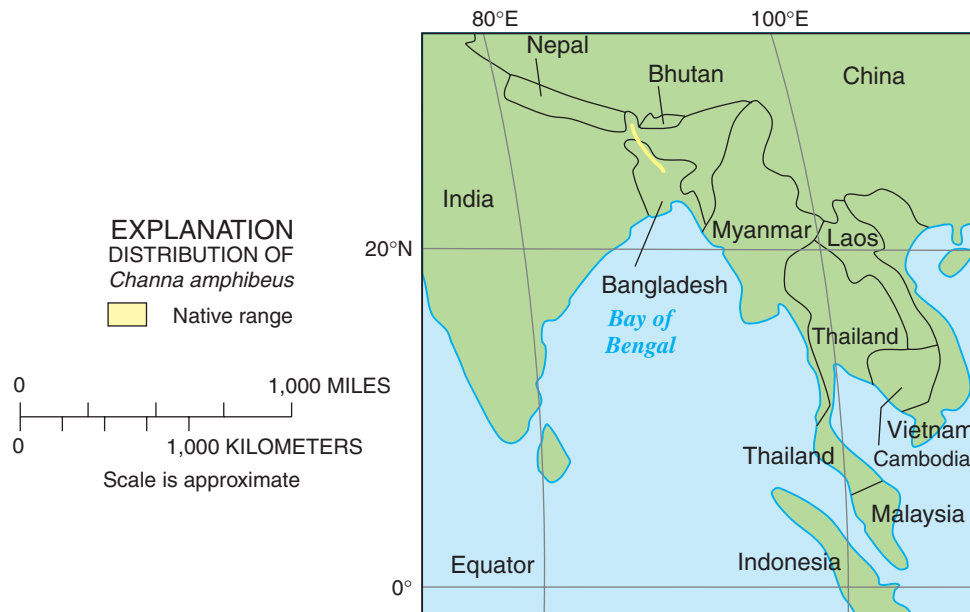 80°E
100°E
Nepal
Bhutan
China
India
EXPLANATION
DISTRIBUTION OF
Channa amphibeus
Native range
20°N
Myanmar
Laos
Bangladesh
Bay of
Bengal
Thailand
0
1,000 MILES
0
1,000 KILOMETERS
Scale is approximate
Vietnam
Cambodia
Thailand
Malaysia
Equator
Indonesia
0°